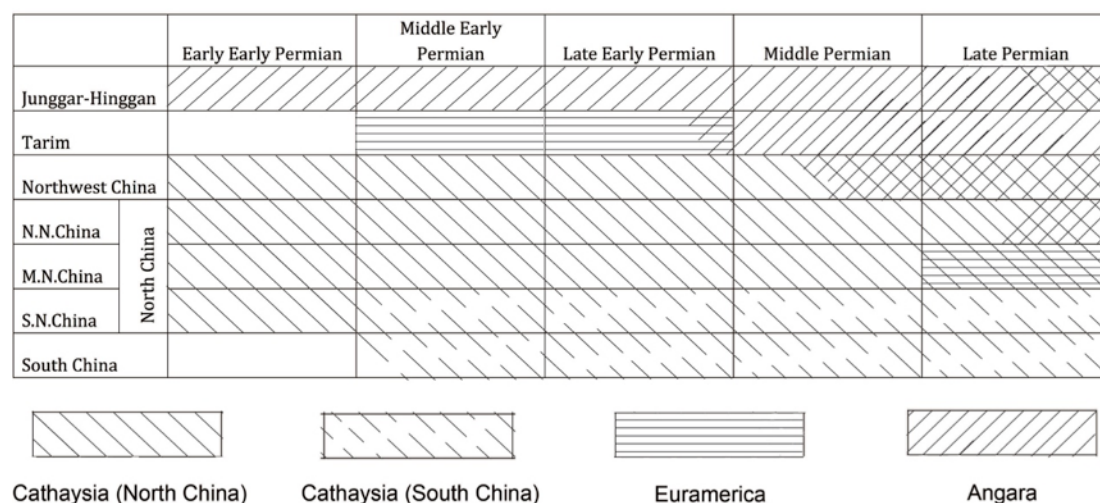 Early Early Permian
Middle Early
Permian
Late Early Permian
Middle Permian
Late Permian
Junggar-Hinggan
Tarim
Northwest China
N.N.China
M.N.China
S.N.China
North China
South China
Cathaysia (North China)
Cathaysia (South China)
Euramerica
Angara